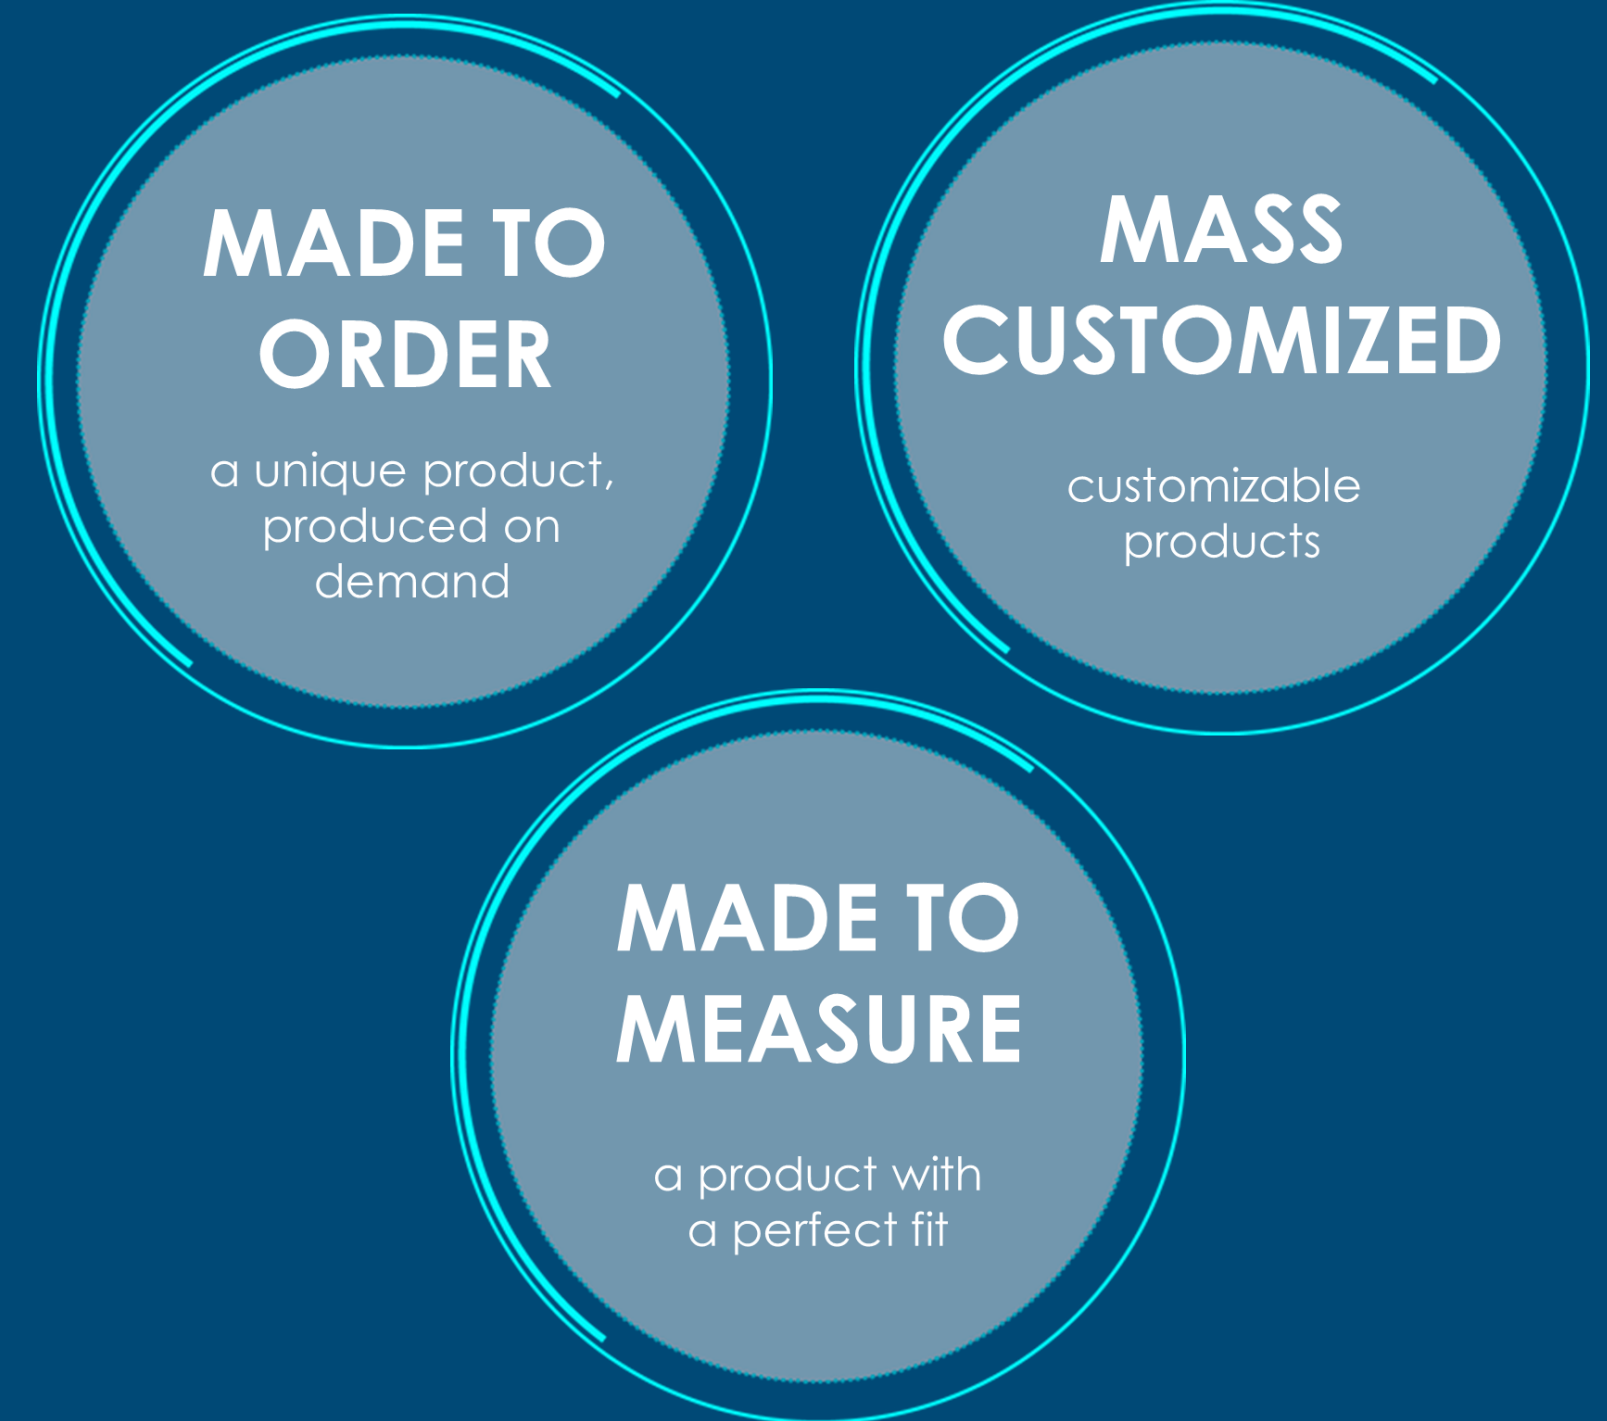 MADE TO
ORDER
a unique product,
produced on
demand
MASS
CUSTOMIZED
customizable
products
MADE TO
MEASURE
a product with
a perfect fit